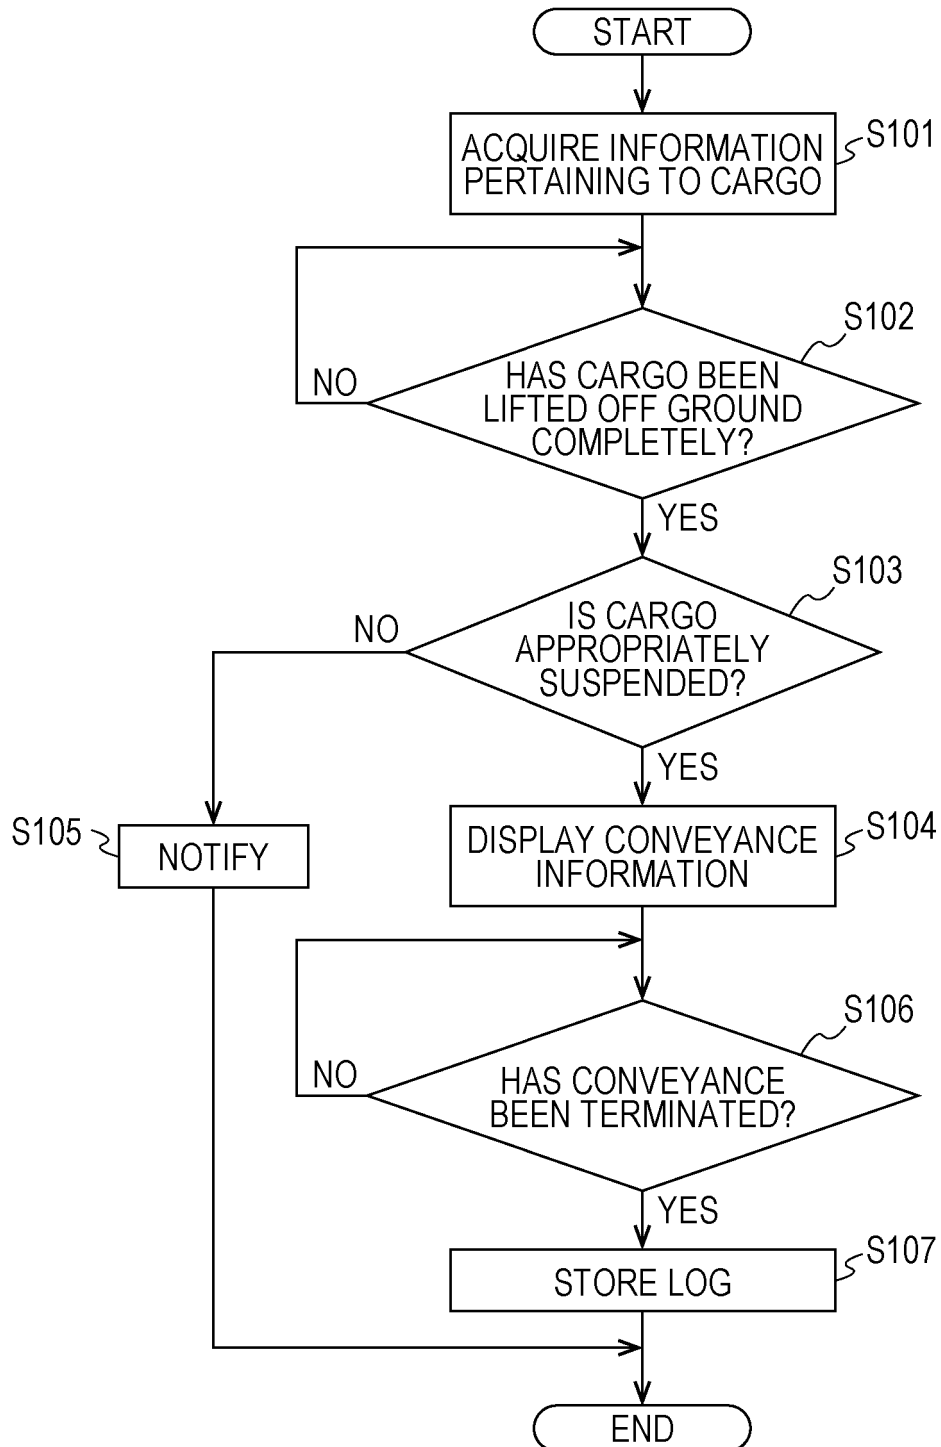 START
ACQUIRE INFORMATION
PERTAINING TO CARGO
S101
S102
HAS CARGO BEEN
LIFTED OFF GROUND
COMPLETELY?
NO
YES
S103
IS CARGO
APPROPRIATELY
SUSPENDED?
NO
YES
S105
NOTIFY
S104
DISPLAY CONVEYANCE
INFORMATION
S106
HAS CONVEYANCE
BEEN TERMINATED?
NO
YES
S107
STORE LOG
END